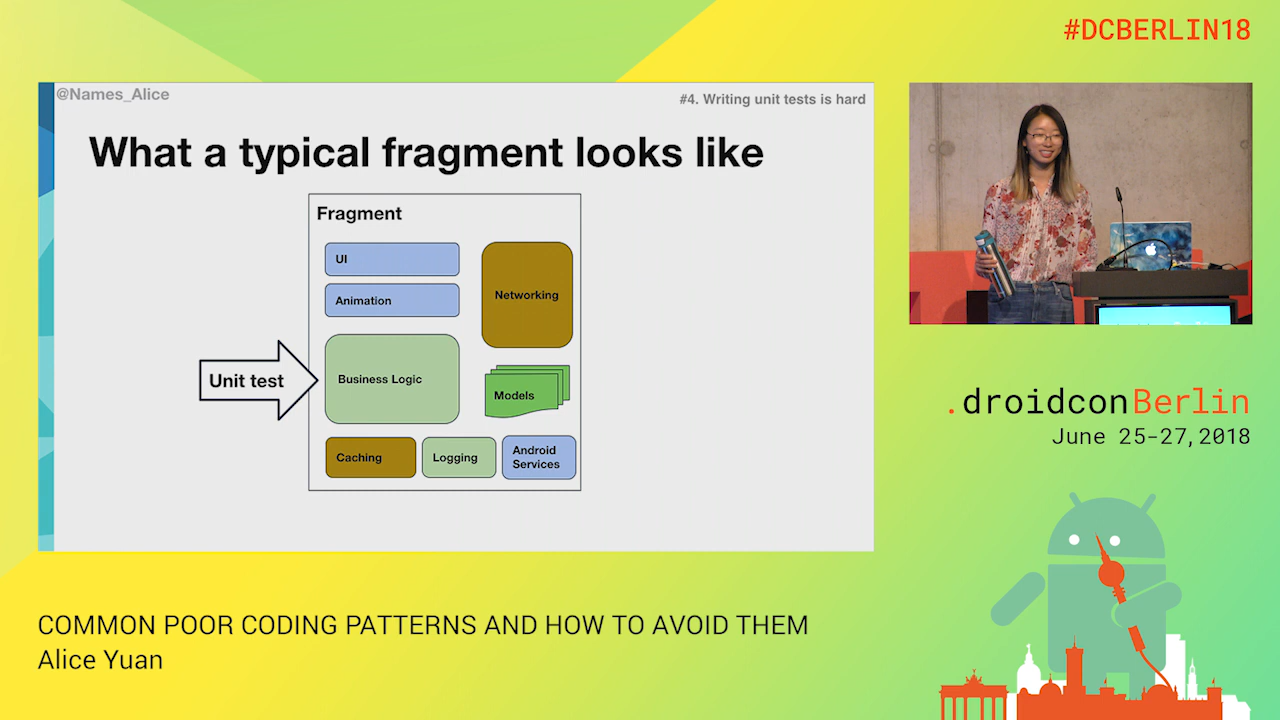 #DCBERLIN18
@Names_Alice
#4. Writing unit tests is hard
What a typical fragment looks like
Fragment
UI
Animation
Networking
Unit test
Business Logic
Models
Caching
Logging
Android
Services
.droidconBerlin
June 25-27, 2018
COMMON POOR CODING PATTERNS AND HOW TO AVOID THEM
Alice Yuan